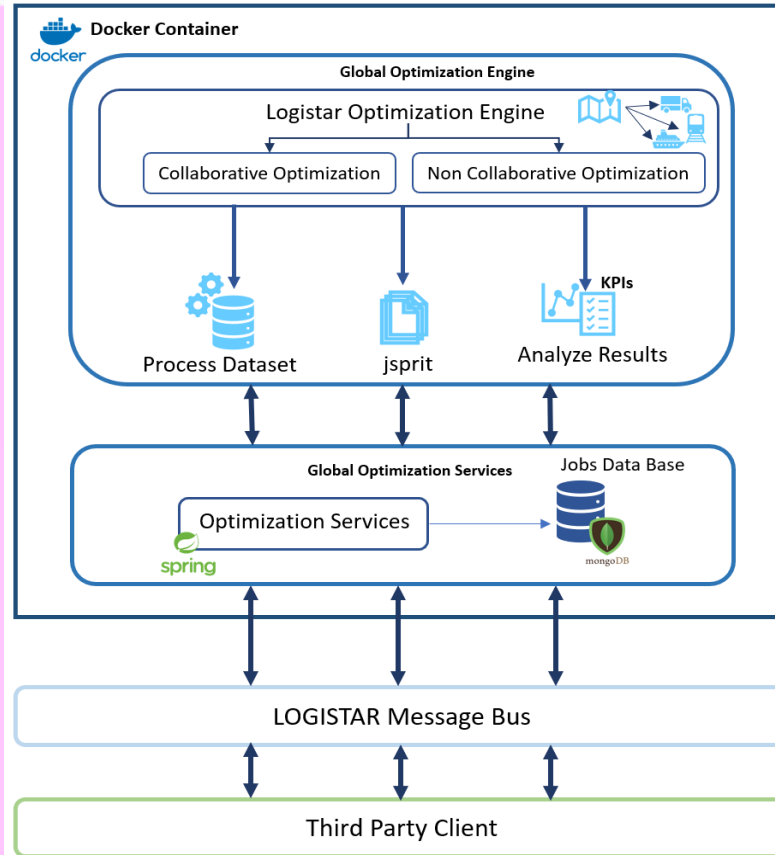 docker
Docker Container
Global Optimization Engine
Logistar Optimization Engine
Collaborative Optimization
Non Collaborative Optimization
KPIs
Process Dataset
jsprit
Analyze Results
Global Optimization Services
Jobs Data Base
Optimization Services
spring
mongoDB
LOGISTAR Message Bus
Third Party Client